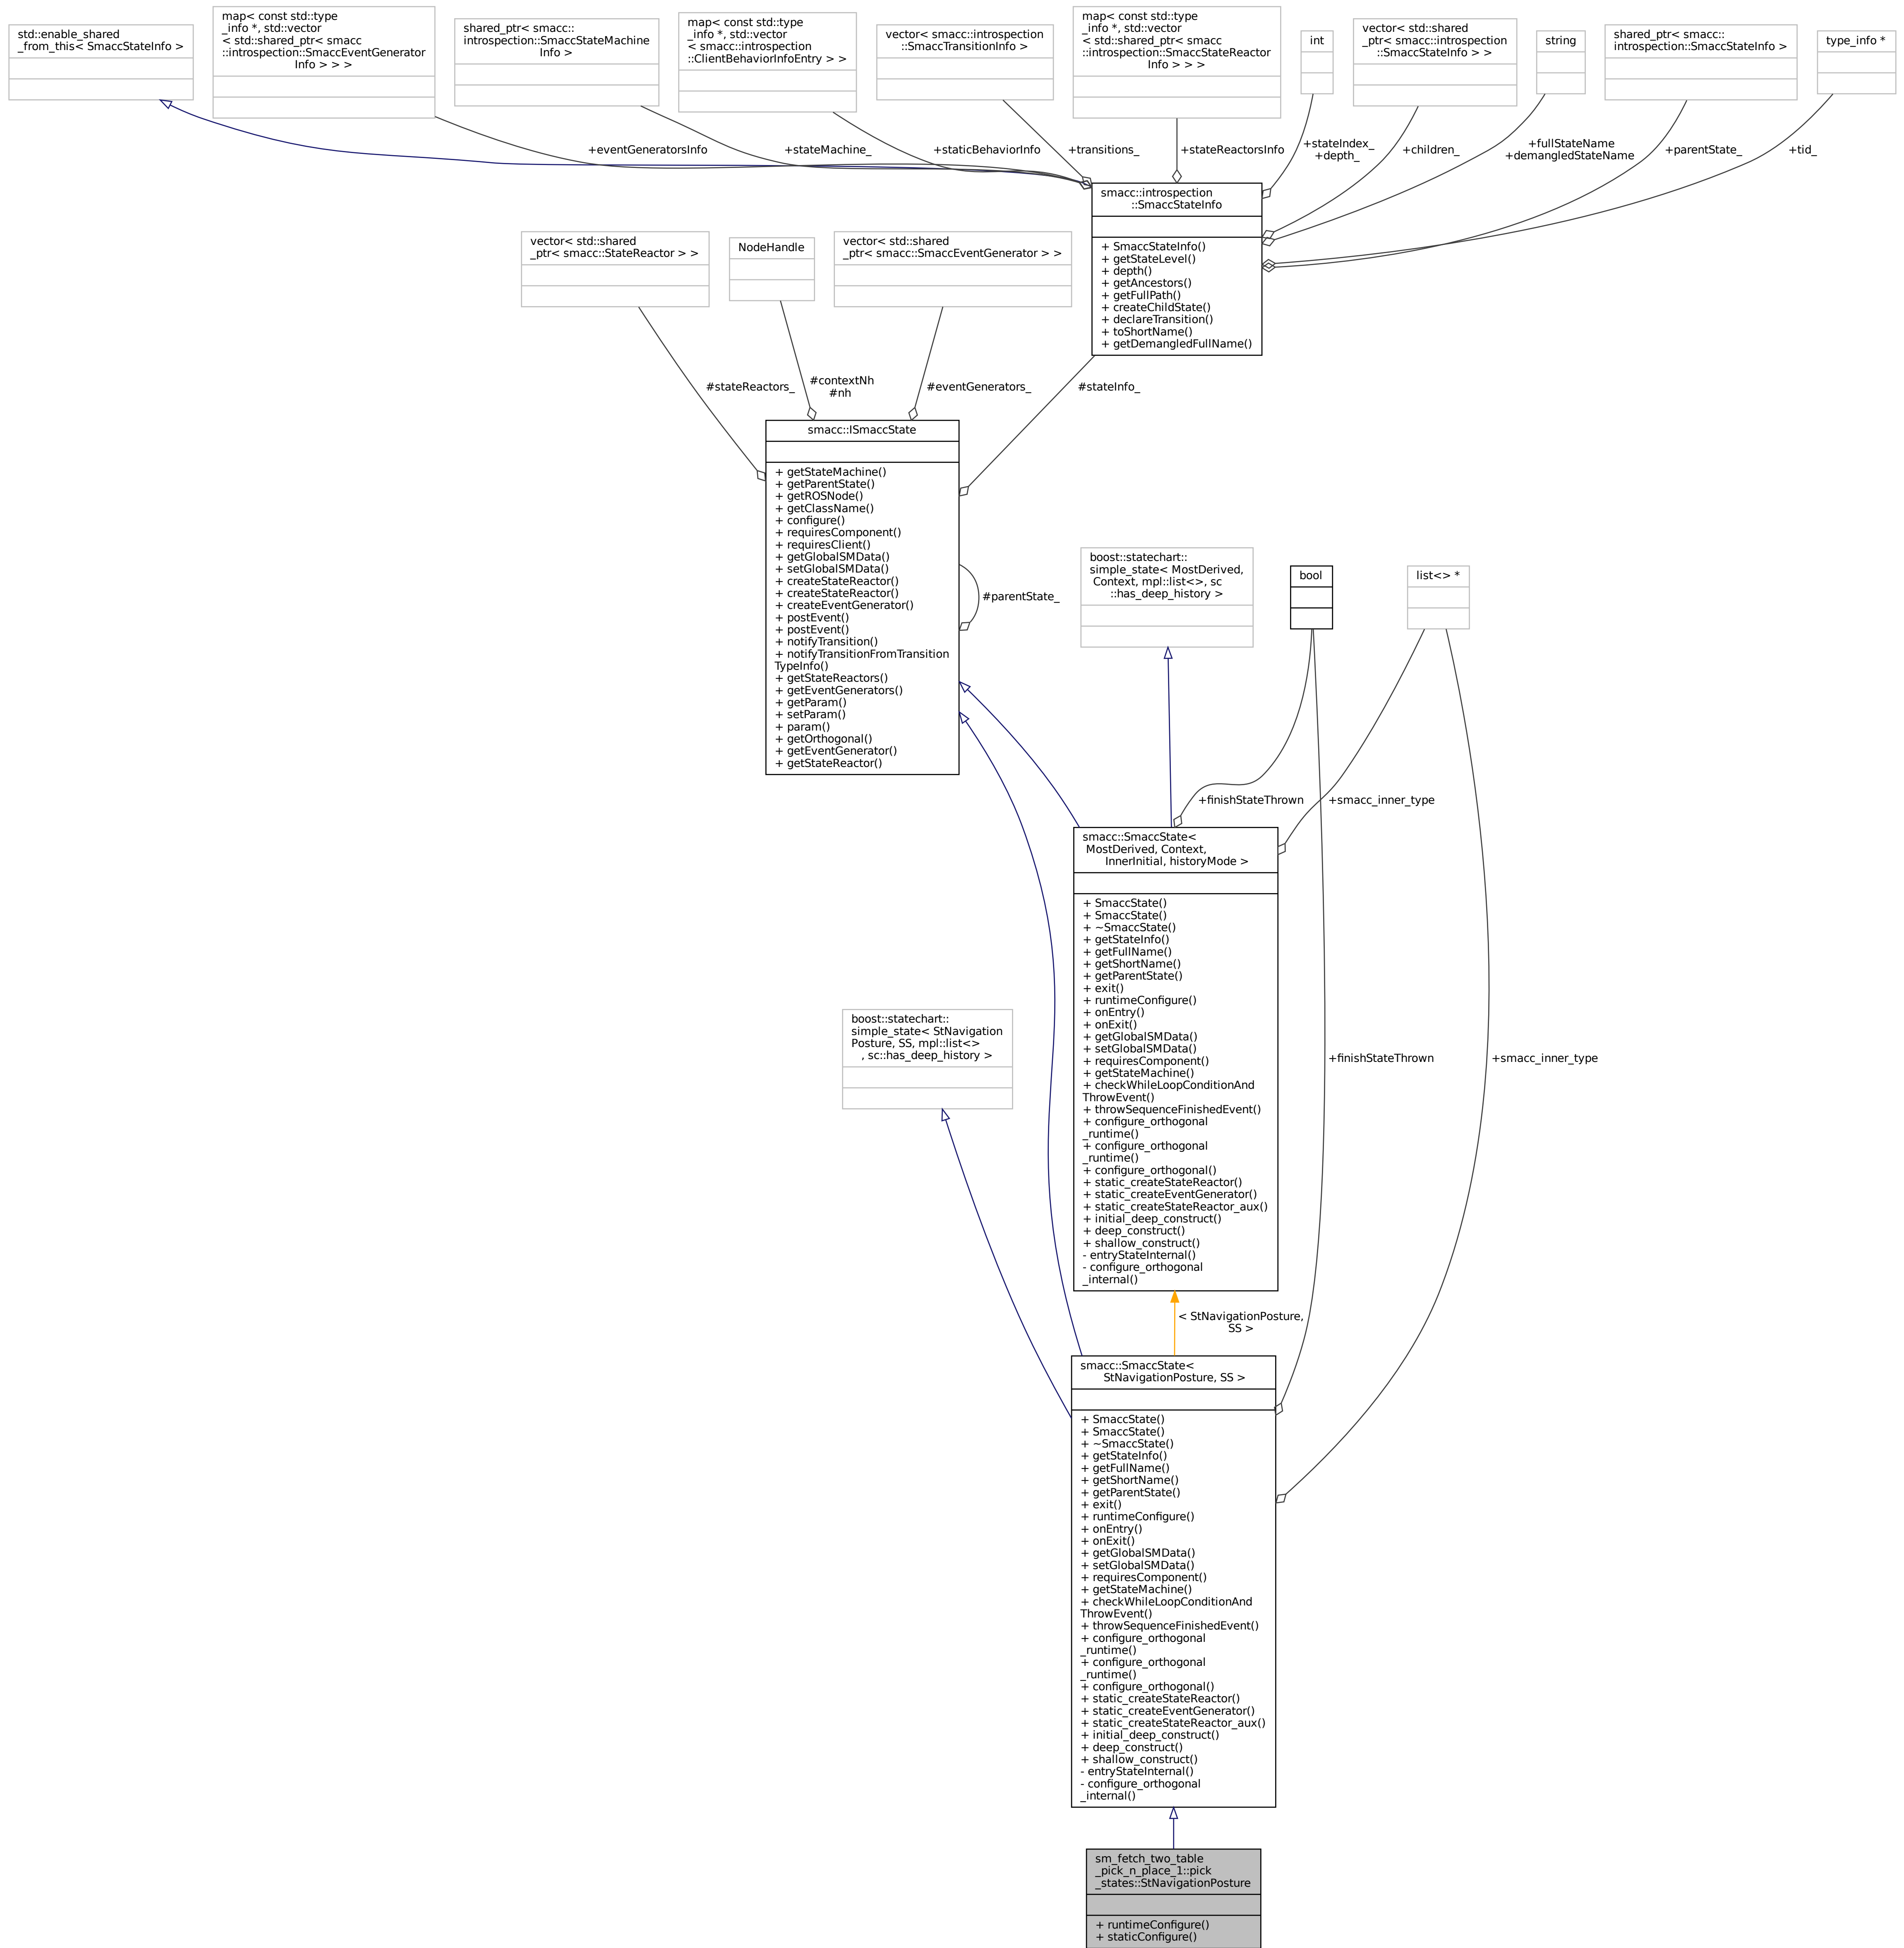 std::enable_shared
_from_this< SmaccStateInfo >
map< const std::type
_info *, std::vector
< std::shared_ptr< smacc
::introspection::SmaccEventGenerator
Info > > >
shared_ptr< smacc::
introspection::SmaccStateMachine
Info >
map< const std::type
_info *, std::vector
< smacc::introspection
::ClientBehaviorInfoEntry > >
vector< smacc::introspection
::SmaccTransitionInfo >
map< const std::type
_info *, std::vector
< std::shared_ptr< smacc
::introspection::SmaccStateReactor
Info > > >
int
vector< std::shared
_ptr< smacc::introspection
::SmaccStateInfo > >
string
shared_ptr< smacc::
introspection::SmaccStateInfo >
type_info *
+eventGeneratorsInfo
+stateMachine_
+staticBehaviorInfo
+transitions_
+stateReactorsInfo
+stateIndex_
+depth_
+children_
+fullStateName
+demangledStateName
+parentState_
+tid_
smacc::introspection
::SmaccStateInfo
+ SmaccStateInfo()
+ getStateLevel()
+ depth()
+ getAncestors()
+ getFullPath()
+ createChildState()
+ declareTransition()
+ toShortName()
+ getDemangledFullName()
vector< std::shared
_ptr< smacc::StateReactor > >
NodeHandle
vector< std::shared
_ptr< smacc::SmaccEventGenerator > >
#stateReactors_
#contextNh
#nh
#eventGenerators_
#stateInfo_
smacc::ISmaccState
+ getStateMachine()
+ getParentState()
+ getROSNode()
+ getClassName()
+ configure()
+ requiresComponent()
+ requiresClient()
+ getGlobalSMData()
+ setGlobalSMData()
+ createStateReactor()
+ createStateReactor()
+ createEventGenerator()
+ postEvent()
+ postEvent()
+ notifyTransition()
+ notifyTransitionFromTransition
TypeInfo()
+ getStateReactors()
+ getEventGenerators()
+ getParam()
+ setParam()
+ param()
+ getOrthogonal()
+ getEventGenerator()
+ getStateReactor()
#parentState_
boost::statechart::
simple_state< MostDerived,
Context, mpl::list<>, sc
::has_deep_history >
bool
list<> *
+finishStateThrown
+smacc_inner_type
smacc::SmaccState<
MostDerived, Context,
InnerInitial, historyMode >
+ SmaccState()
+ SmaccState()
+ ~SmaccState()
+ getStateInfo()
+ getFullName()
+ getShortName()
+ getParentState()
+ exit()
+ runtimeConfigure()
+ onEntry()
+ onExit()
+ getGlobalSMData()
+ setGlobalSMData()
+ requiresComponent()
+ getStateMachine()
+ checkWhileLoopConditionAnd
ThrowEvent()
+ throwSequenceFinishedEvent()
+ configure_orthogonal
_runtime()
+ configure_orthogonal
_runtime()
+ configure_orthogonal()
+ static_createStateReactor()
+ static_createEventGenerator()
+ static_createStateReactor_aux()
+ initial_deep_construct()
+ deep_construct()
+ shallow_construct()
- entryStateInternal()
- configure_orthogonal
_internal()
boost::statechart::
simple_state< StNavigation
Posture, SS, mpl::list<>
, sc::has_deep_history >
+finishStateThrown
+smacc_inner_type
< StNavigationPosture,
SS >
smacc::SmaccState<
StNavigationPosture, SS >
+ SmaccState()
+ SmaccState()
+ ~SmaccState()
+ getStateInfo()
+ getFullName()
+ getShortName()
+ getParentState()
+ exit()
+ runtimeConfigure()
+ onEntry()
+ onExit()
+ getGlobalSMData()
+ setGlobalSMData()
+ requiresComponent()
+ getStateMachine()
+ checkWhileLoopConditionAnd
ThrowEvent()
+ throwSequenceFinishedEvent()
+ configure_orthogonal
_runtime()
+ configure_orthogonal
_runtime()
+ configure_orthogonal()
+ static_createStateReactor()
+ static_createEventGenerator()
+ static_createStateReactor_aux()
+ initial_deep_construct()
+ deep_construct()
+ shallow_construct()
- entryStateInternal()
- configure_orthogonal
_internal()
sm_fetch_two_table
_pick_n_place_1::pick
_states::StNavigationPosture
+ runtimeConfigure()
+ staticConfigure()